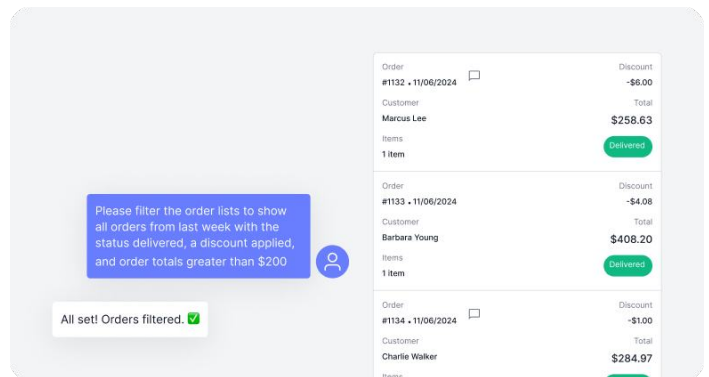 Please filter the order lists to show
all orders from last week with the
status delivered, a discount applied,
and order totals greater than $200
All set! Orders filtered. ✅
Order Discount
#1132 • 11/06/2024 -$6.00
Customer Total
Marcus Lee $258.63
Items
1 item Delivered
Order Discount
#1133 • 11/06/2024 -$4.08
Customer Total
Barbara Young $408.20
Items
1 item Delivered
Order Discount
#1134 • 11/06/2024 -$1.00
Customer Total
Charlie Walker $284.97
Items